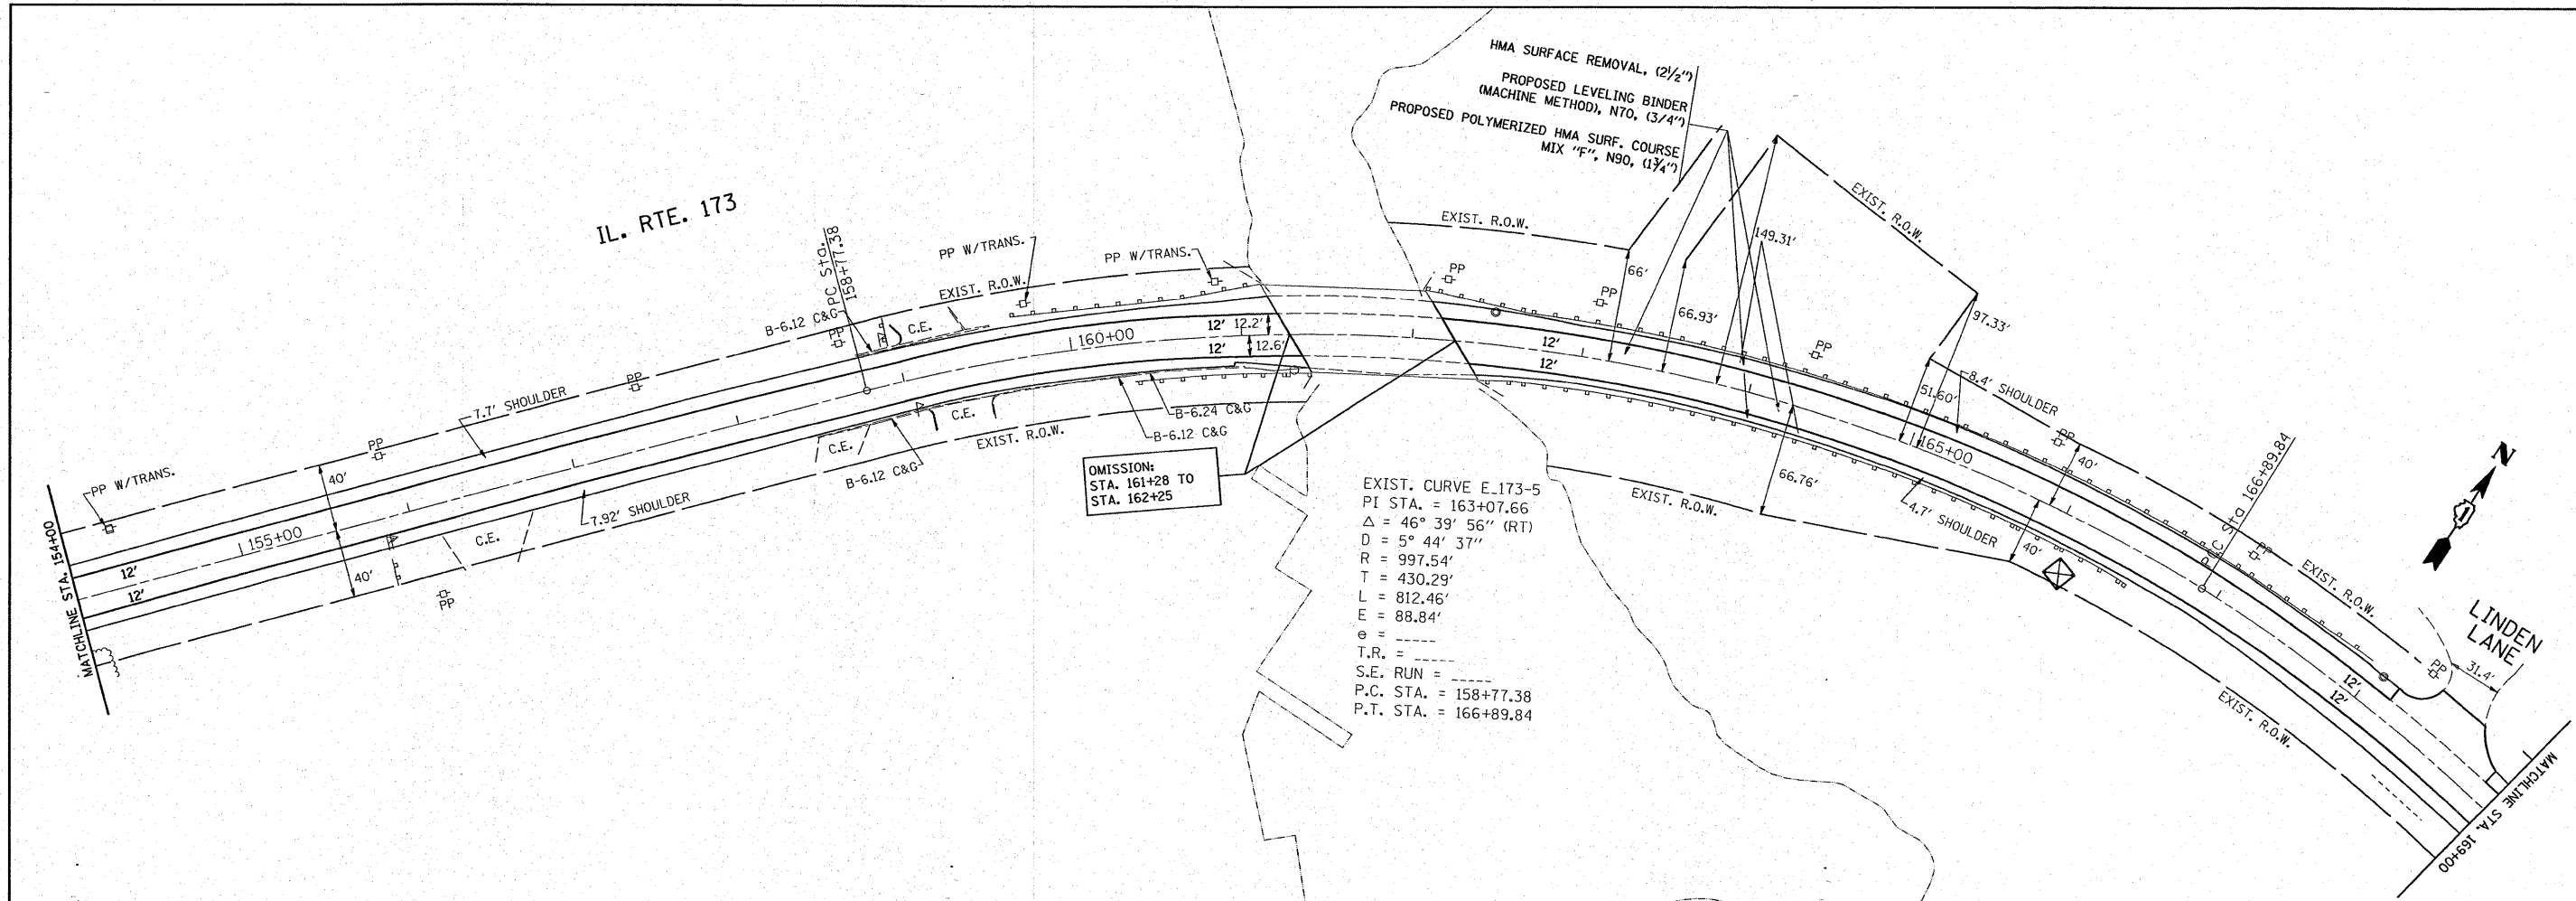 HMA SURFACE REMOVAL, (2½")
PROPOSED LEVELING BINDER
(MACHINE METHOD), N70, (3/4")
PROPOSED POLYMERIZED HMA SURF. COURSE
MIX "F", N90, (1¾")
IL. RTE. 173
PC Sta.
158+77.38
PP W/TRANS.
PP W/TRANS.
EXIST. R.O.W.
EXIST. R.O.W.
EXIST. R.O.W.
B-6.12 C&G
PP
C.E.
PP
PP
PP
66'
66.93'
149.31'
97.33'
12' 12.2'
12' 12.6'
160+00
12'
12'
7.7' SHOULDER
PP
PP
PP W/TRANS.
40'
C.E.
C.E.
B-6.12 C&G
EXIST. R.O.W.
B-6.24 C&G
B-6.12 C&G
7.92' SHOULDER
51.60'
8.4' SHOULDER
PP
165+00
40'
66.76'
EXIST. R.O.W.
4.7' SHOULDER
40'
P.C Sta 166+89.84
PP
EXIST. R.O.W.
N
OMISSION:
STA. 161+28 TO
STA. 162+25
EXIST. CURVE E_173-5
PI STA. = 163+07.66
Δ = 46° 39' 56" (RT)
D = 5° 44' 37"
R = 997.54'
T = 430.29'
L = 812.46'
E = 88.84'
e = -----
T.R. = -----
S.E. RUN = -----
P.C. STA. = 158+77.38
P.T. STA. = 166+89.84
MATCHLINE STA. 154+00
155+00
12'
12'
C.E.
40'
PP
LINDEN
LANE
PP
31.4'
12'
12'
EXIST. R.O.W.
MATCHLINE STA. 169+00